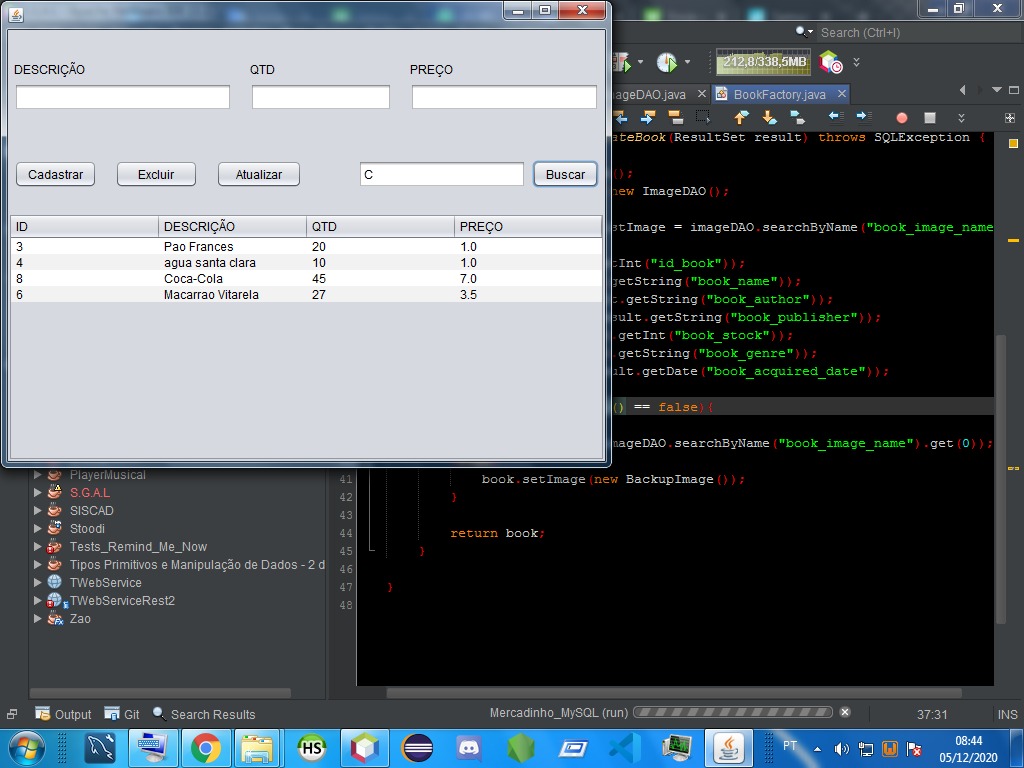 DESCRIÇÃO QTD PREÇO
Cadastrar Excluir Atualizar C Buscar
ID DESCRIÇÃO QTD PREÇO
3 Pao Frances 20 1.0
4 agua santa clara 10 1.0
8 Coca-Cola 45 7.0
6 Macarrao Vitarela 27 3.5
Search (Ctrl+I)
242,8/338,5MB
ageDAO.java BookFactory.java
ateBook(ResultSet result) throws SQLException {
();
new ImageDAO();
stImage = imageDAO.searchByName("book_image_name
tInt("id_book"));
getString("book_name"));
t.getString("book_author"));
sult.getString("book_publisher"));
.getInt("book_stock"));
.getString("book_genre"));
ult.getDate("book_acquired_date"));
() == false){
mageDAO.searchByName("book_image_name").get(0));
41 book.setImage(new BackupImage());
42 }
43
44 return book;
45 }
46
47 }
48
PlayerMusical
S.G.A.L
SISCAD
Stoodi
Tests_Remind_Me_Now
Tipos Primitivos e Manipulação de Dados - 2 d
TWebService
TWebServiceRest2
Zao
Output Git Search Results
Mercadinho_MySQL (run) 37:31 INS
HS
PT
08:44
05/12/2020